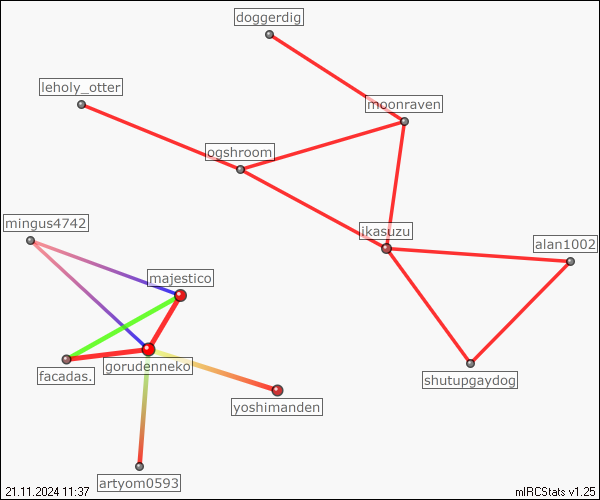 doggerdig
leholy_otter
moonraven
ogshroom
mingus4742
ikasuzu
alan1002
majestico
gorudenneko
facadas.
shutupgaydog
yoshimanden
artyom0593
21.11.2024 11:37
mIRCStats v1.25